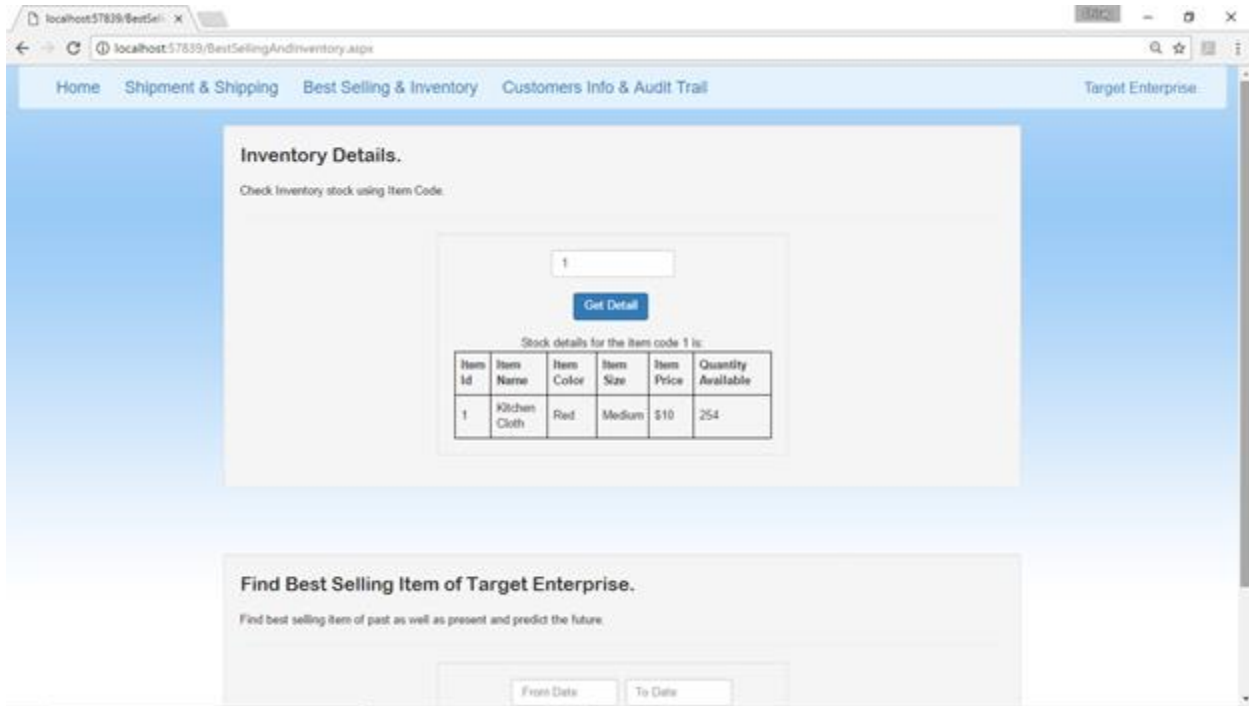 localhost:57839/BestSell
localhost:57839/BestSellingAndInventory.aspx
Home Shipment & Shipping Best Selling & Inventory Customers Info & Audit Trail Target Enterprise
Inventory Details.
Check Inventory stock using Item Code.
1
Get Detail
Stock details for the item code 1 is:
Item Id Item Name Item Color Item Size Item Price Quantity Available
1 Kitchen Cloth Red Medium $10 254
Find Best Selling Item of Target Enterprise.
Find best selling item of past as well as present and predict the future.
From Date To Date